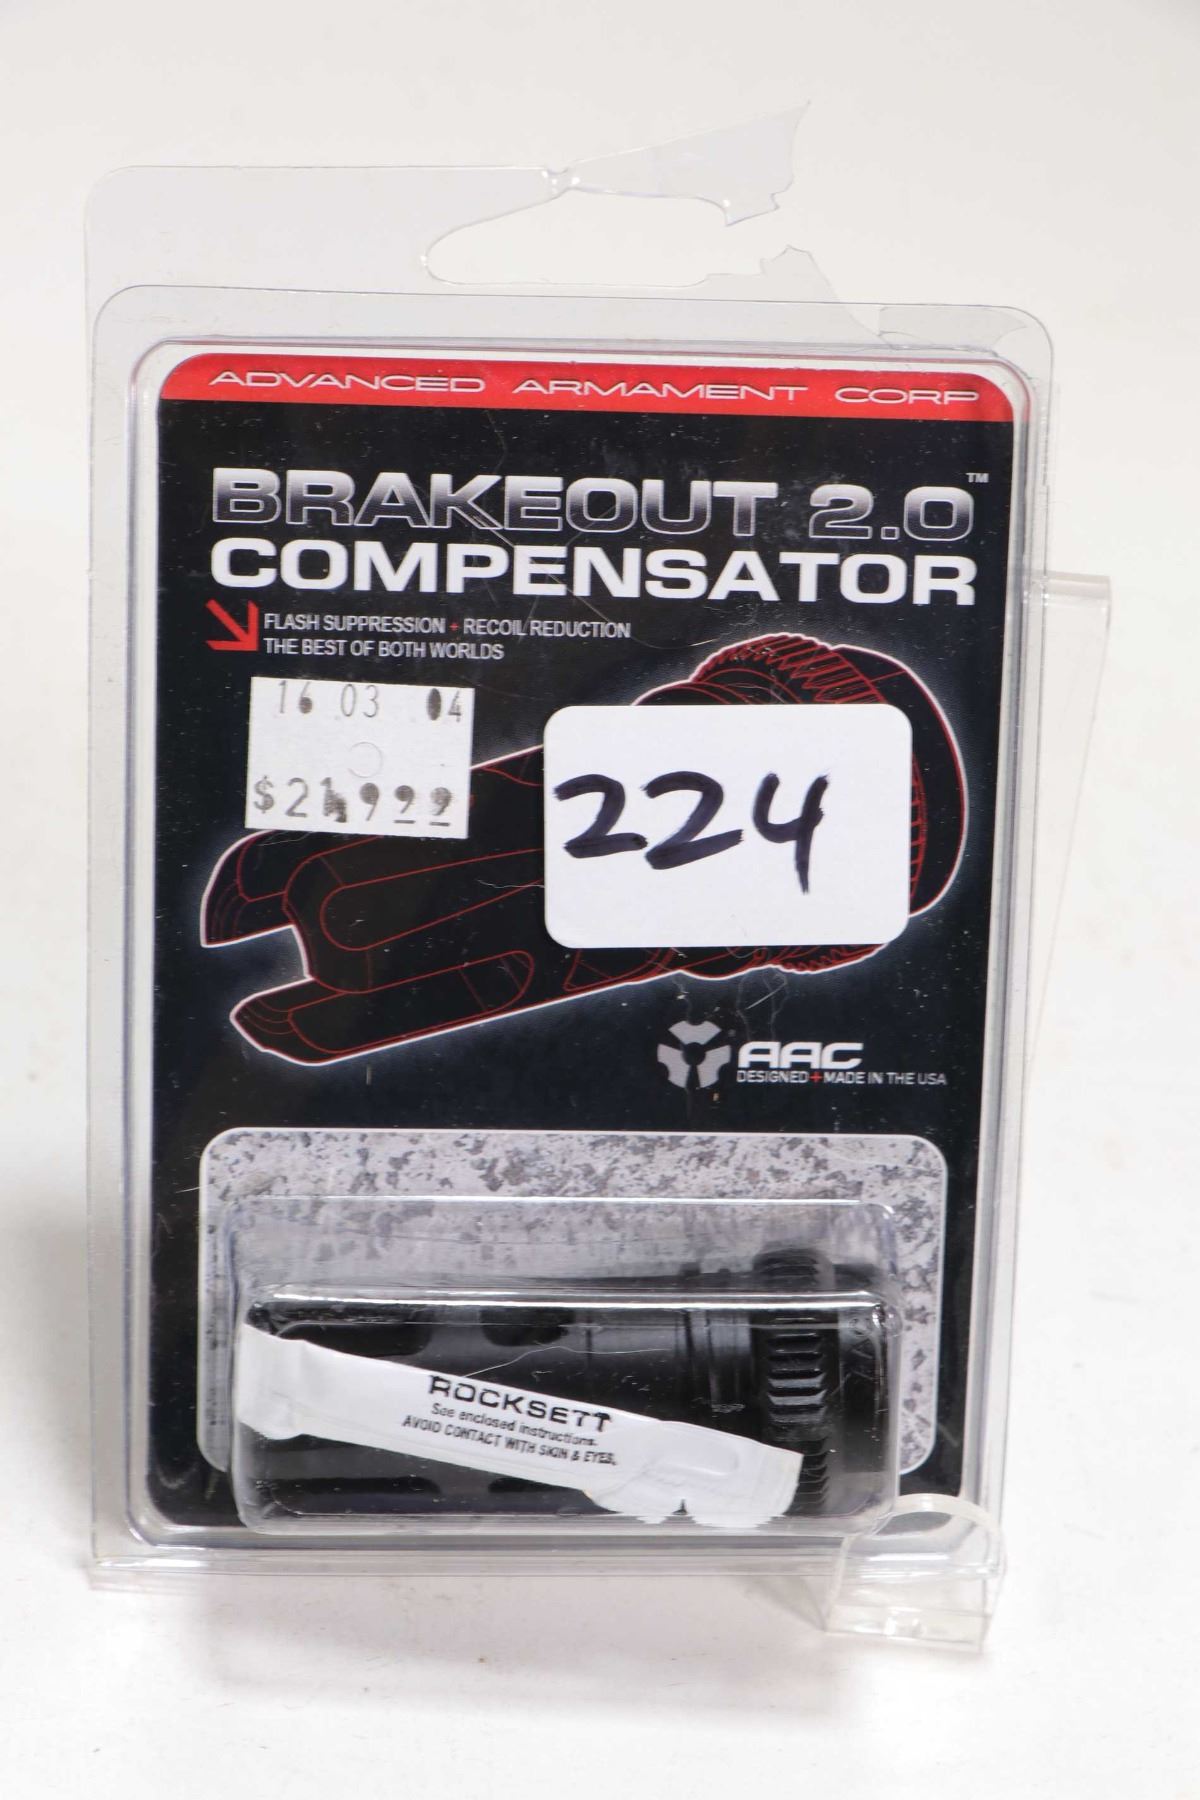 ADVANCED ARMAMENT CORP
BRAKEOUT 2.0™
COMPENSATOR
FLASH SUPPRESSION + RECOIL REDUCTION
THE BEST OF BOTH WORLDS
16 03 04
224
AAC
DESIGNED+MADE IN THE USA
ROCKSETT
See enclosed instructions.
AVOID CONTACT WITH SKIN & EYES.